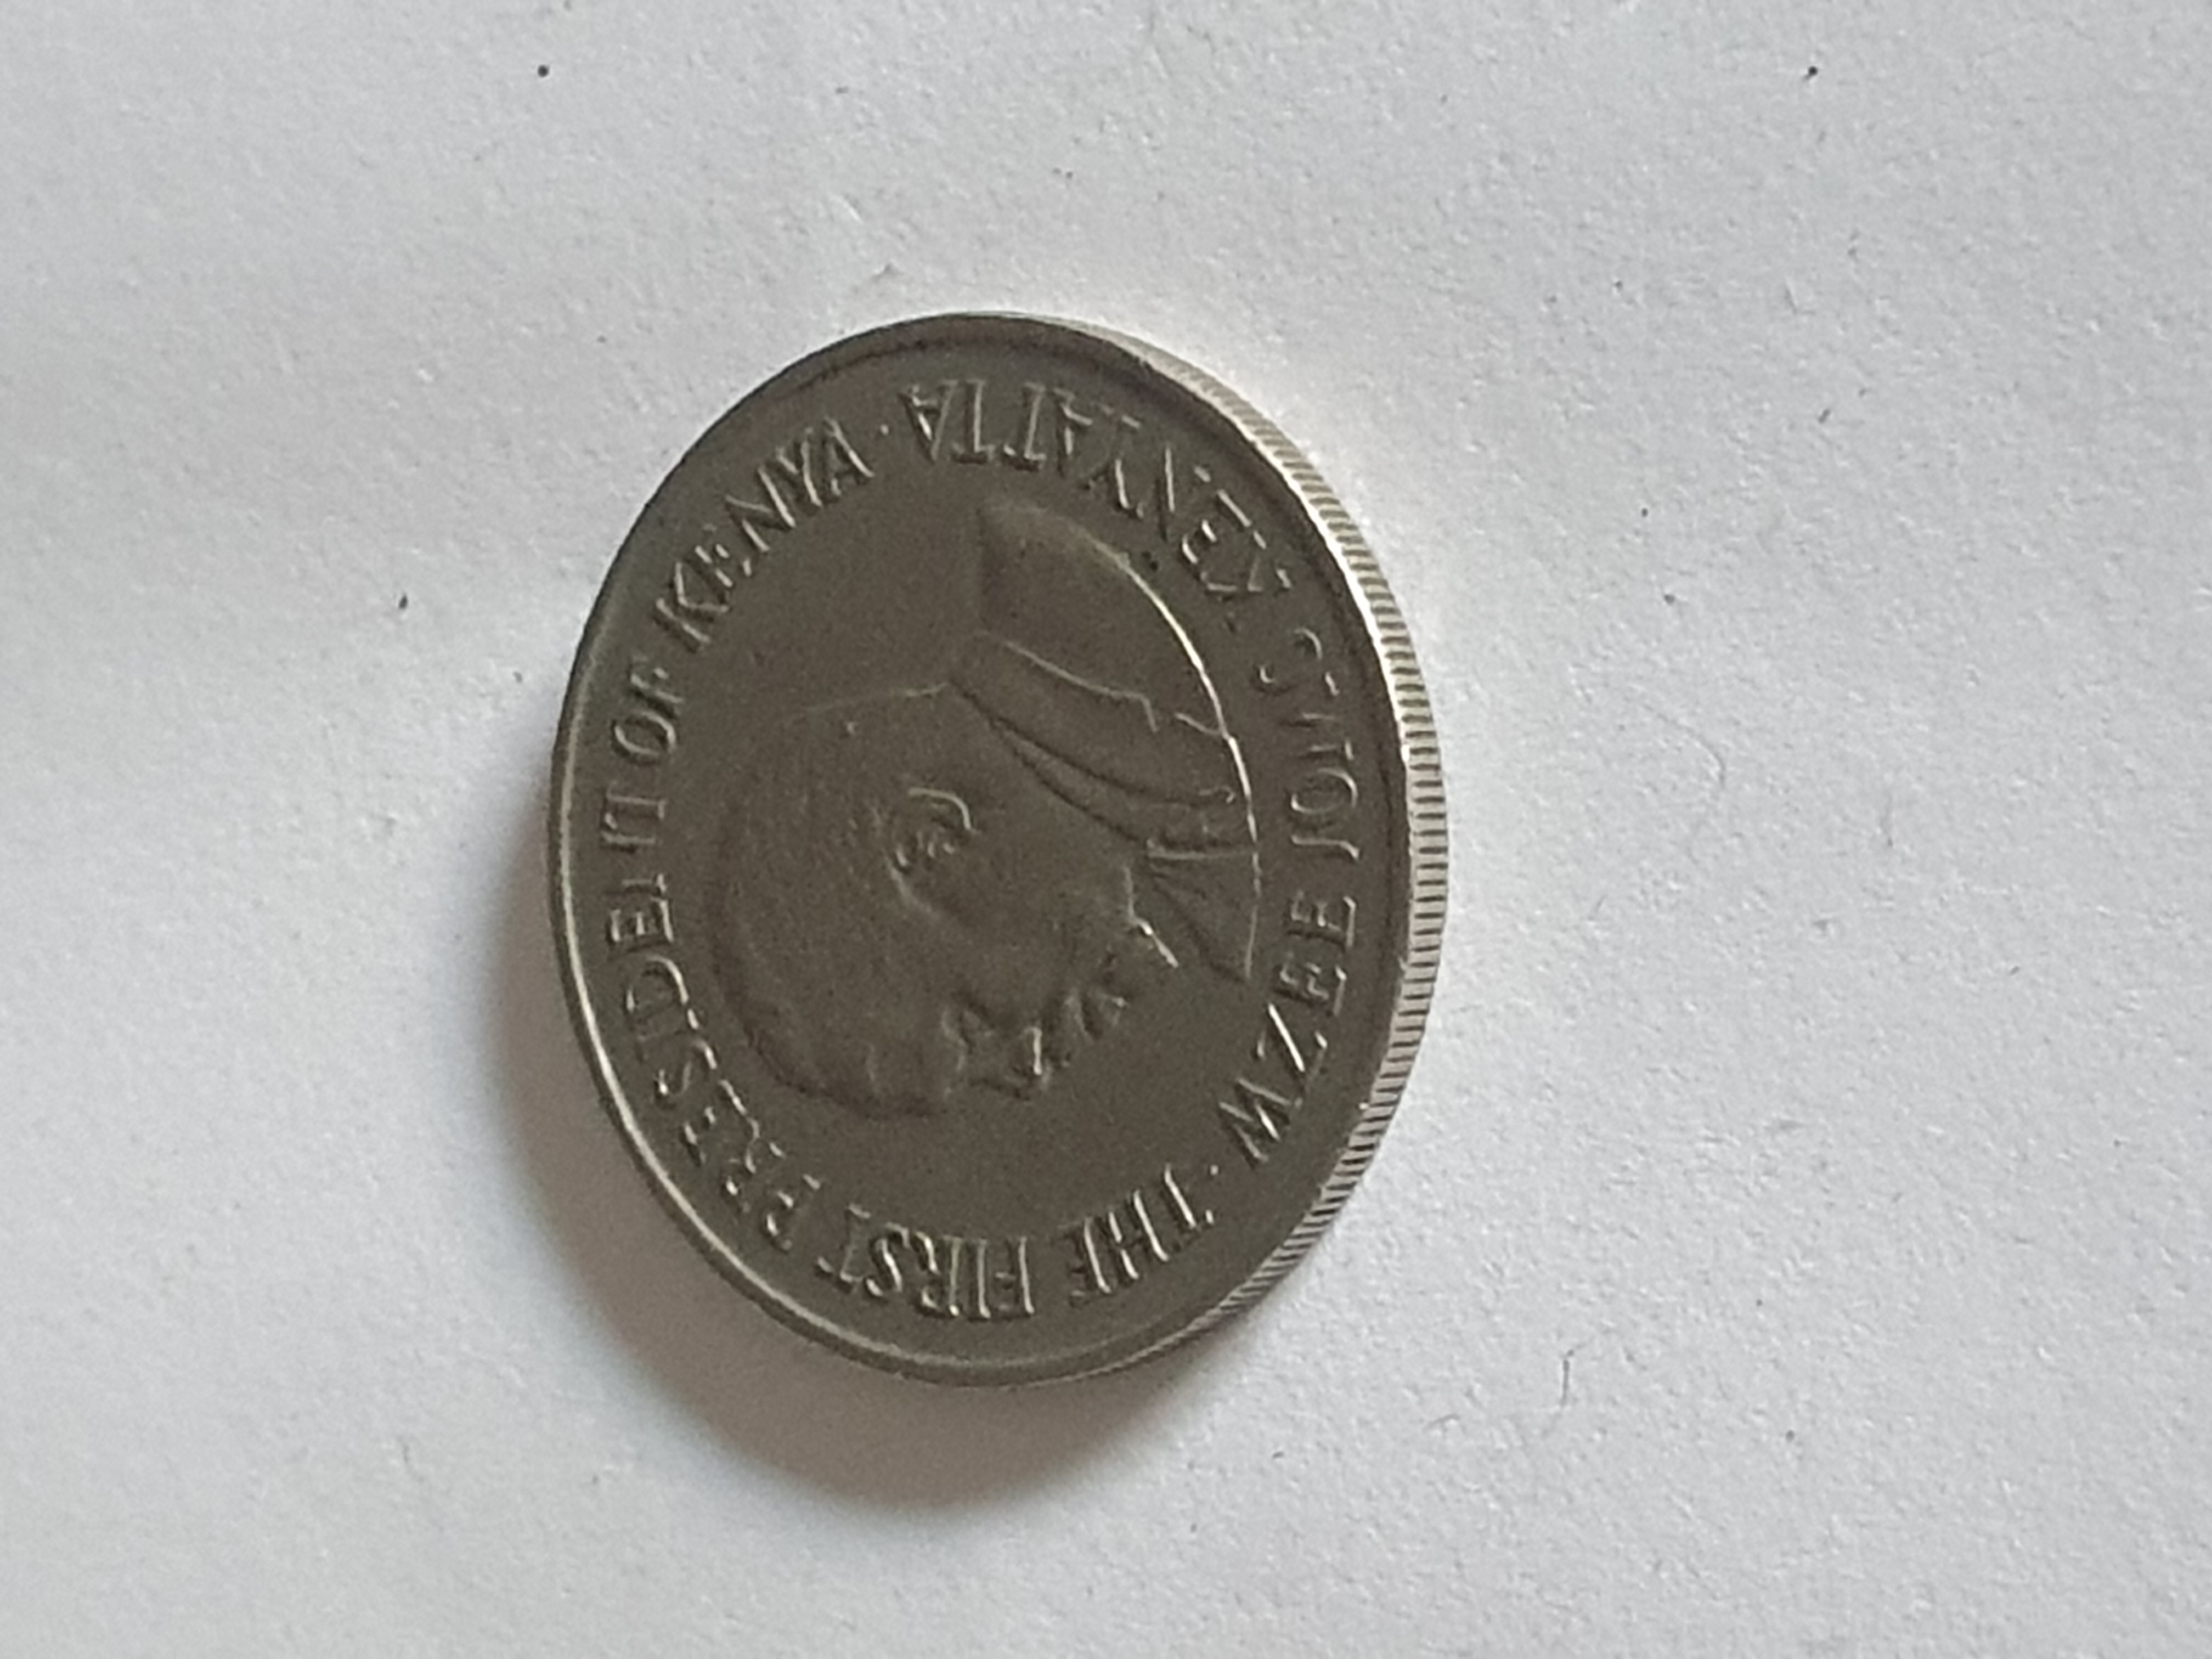 · THE FIRST PRESIDENT OF KENYA ·
MZEE JOMO KENYATTA